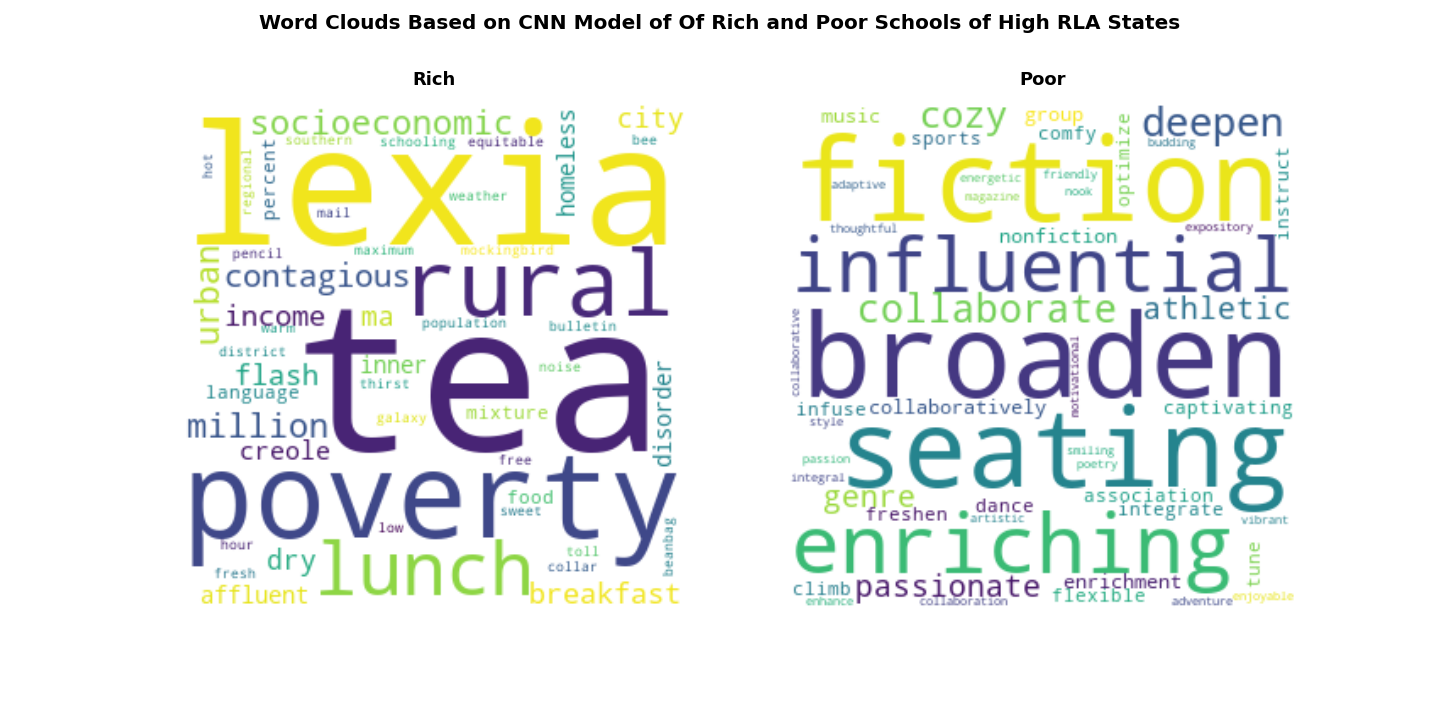 Word Clouds Based on CNN Model of Of Rich and Poor Schools of High RLA States
Rich
socioeconomic
city
southern
schooling
equitable
bee
homeless
lexia
hot
regional
percent
weather
mail
pencil
maximum
mockingbird
urban
contagious
rural
income
warm
ma
population
bulletin
tea
district
inner
noise
flash
thirst
language
disorder
galaxy
mixture
million
creole
free
poverty
food
sweet
low
hour
beanbag
dry
lunch
toll
collar
fresh
affluent
breakfast
Poor
music
cozy
group
deepen
sports
comfy
optimize
budding
fiction
instruct
adaptive
energetic
friendly
nook
magazine
thoughtful
expository
nonfiction
influential
collaborate
athletic
collaborative
broaden
motivational
infuse
collaboratively
captivating
style
seating
passion
smiling
poetry
integral
genre
association
freshen
dance
integrate
artistic
vibrant
enriching
tune
climb
passionate
enrichment
flexible
enhance
collaboration
adventure
enjoyable